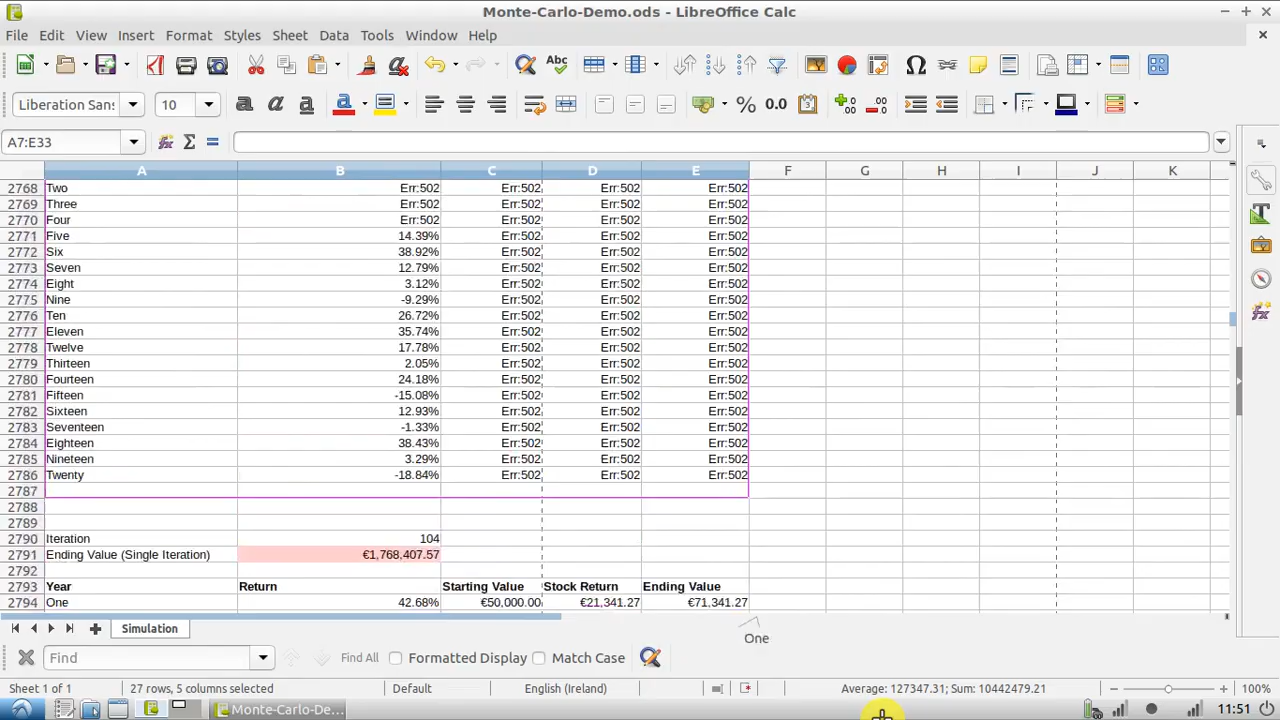 Monte-Carlo-Demo.ods - LibreOffice Calc
File Edit View Insert Format Styles Sheet Data Tools Window Help
Liberation Sans 10
A7:E33
A B C D E F G H I J K
2768 Two Err:502 Err:502 Err:502 Err:502
2769 Three Err:502 Err:502 Err:502 Err:502
2770 Four Err:502 Err:502 Err:502 Err:502
2771 Five 14.39% Err:502 Err:502 Err:502
2772 Six 38.92% Err:502 Err:502 Err:502
2773 Seven 12.79% Err:502 Err:502 Err:502
2774 Eight 3.12% Err:502 Err:502 Err:502
2775 Nine -9.29% Err:502 Err:502 Err:502
2776 Ten 26.72% Err:502 Err:502 Err:502
2777 Eleven 35.74% Err:502 Err:502 Err:502
2778 Twelve 17.78% Err:502 Err:502 Err:502
2779 Thirteen 2.05% Err:502 Err:502 Err:502
2780 Fourteen 24.18% Err:502 Err:502 Err:502
2781 Fifteen -15.08% Err:502 Err:502 Err:502
2782 Sixteen 12.93% Err:502 Err:502 Err:502
2783 Seventeen -1.33% Err:502 Err:502 Err:502
2784 Eighteen 38.43% Err:502 Err:502 Err:502
2785 Nineteen 3.29% Err:502 Err:502 Err:502
2786 Twenty -18.84% Err:502 Err:502 Err:502
2787
2788
2789
2790 Iteration 104
2791 Ending Value (Single Iteration) €1,768,407.57
2792
2793 Year Return Starting Value Stock Return Ending Value
2794 One 42.68% €50,000.00 €21,341.27 €71,341.27
Simulation
One
Find Find All Formatted Display Match Case
Sheet 1 of 1 27 rows, 5 columns selected Default English (Ireland) Average: 127347.31; Sum: 10442479.21 100%
Monte-Carlo-De... 11:51